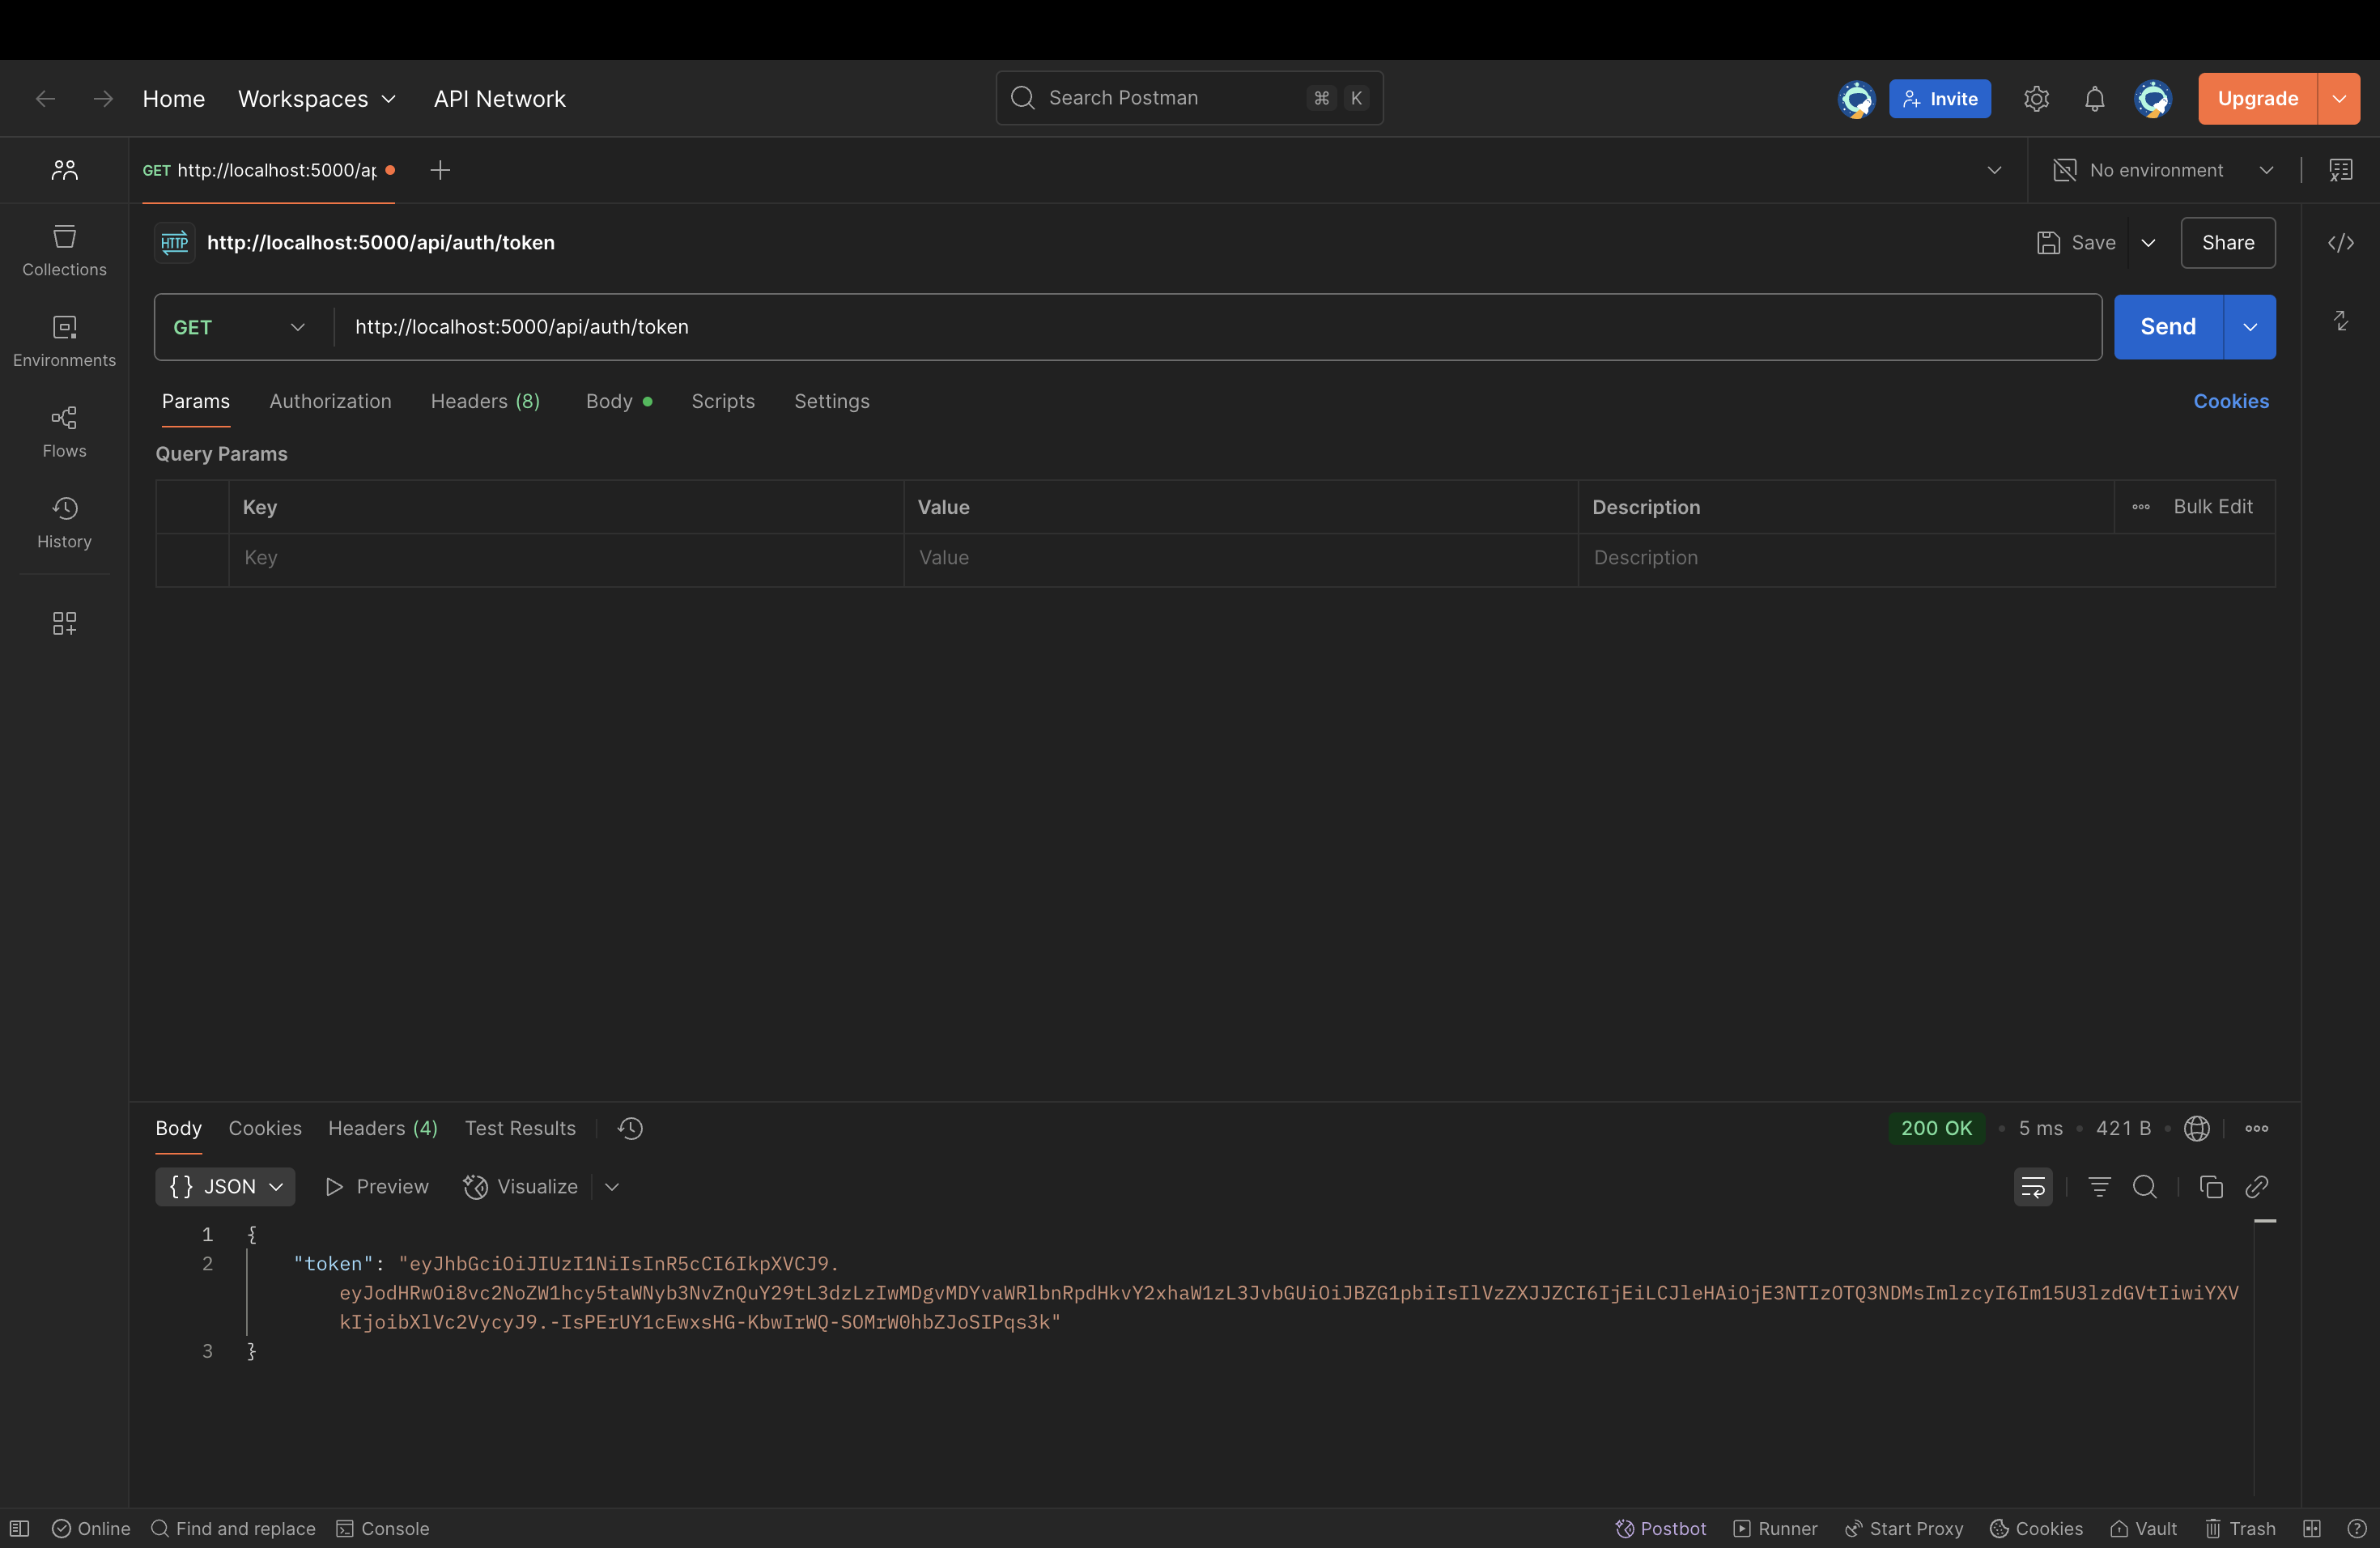 Home Workspaces API Network Search Postman ⌘ K Invite Upgrade
GET http://localhost:5000/ap No environment
HTTP http://localhost:5000/api/auth/token Save Share
Collections
GET http://localhost:5000/api/auth/token Send
Environments
Params Authorization Headers (8) Body Scripts Settings Cookies
Flows
Query Params
Key Value Description Bulk Edit
History
Key Value Description
Body Cookies Headers (4) Test Results 200 OK 5 ms 421 B
{} JSON Preview Visualize
1 {
2 "token": "eyJhbGciOiJIUzI1NiIsInR5cCI6IkpXVCJ9.
eyJodHRwOi8vc2NoZW1hcy5taWNyb3NvZnQuY29tL3dzLzIwMDgvMDYvaWRlbnRpdHkvY2xhaW1zL3JvbGUiOiJBZG1pbiIsIlVzZXJJZCI6IjEiLCJleHAiOjE3NTIzOTQ3NDMsImlzcyI6Im15U3lzdGVtIiwiYXV
kIjoibXlVc2VycyJ9.-IsPErUY1cEwxsHG-KbwIrWQ-SOMrW0hbZJoSIPqs3k"
3 }
Online Find and replace Console Postbot Runner Start Proxy Cookies Vault Trash